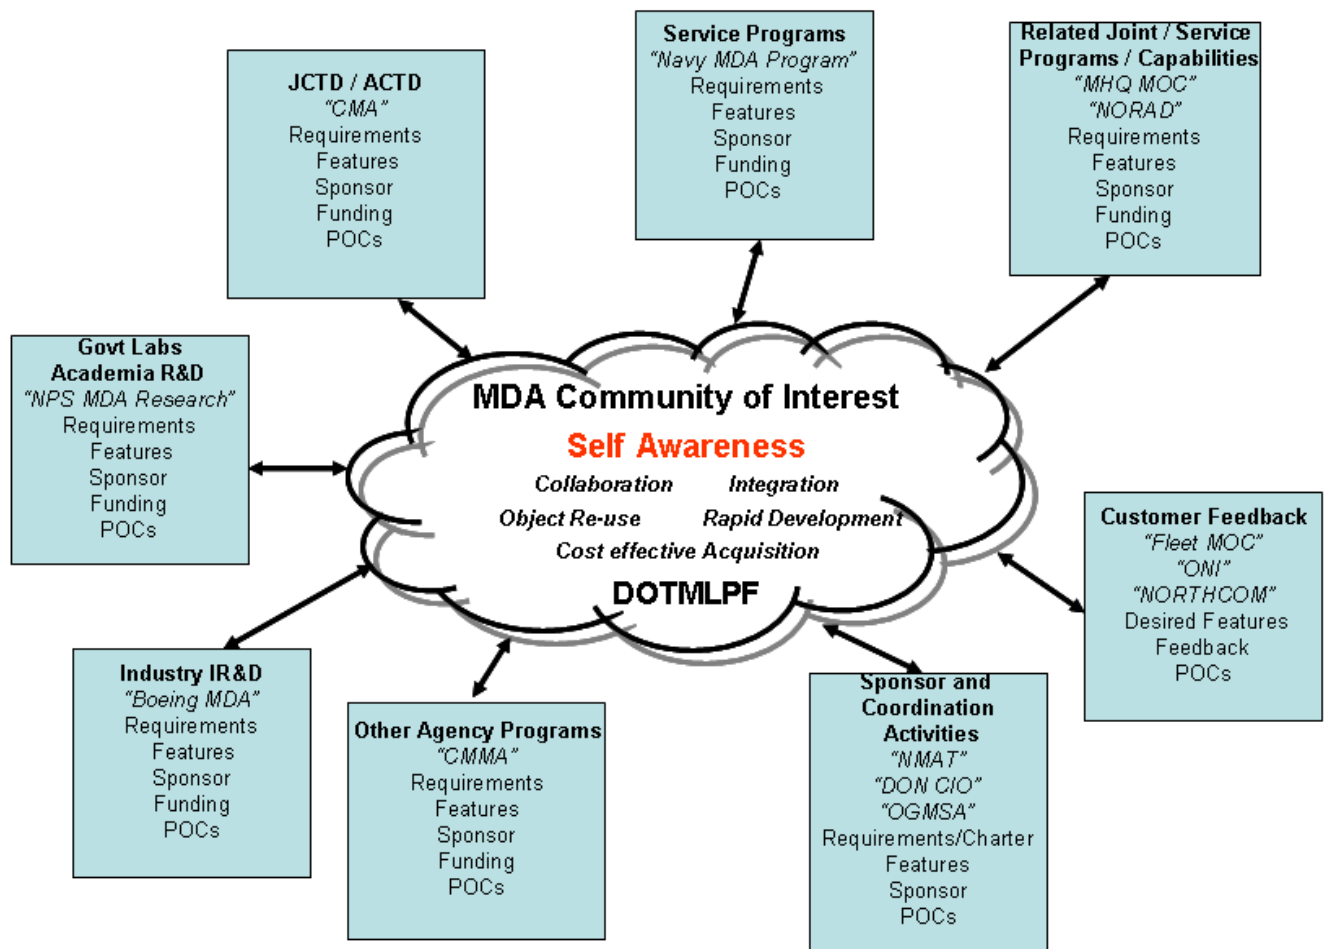 JCTD / ACTD
"CMA"
Requirements
Features
Sponsor
Funding
POCs
Service Programs
"Navy MDA Program"
Requirements
Features
Sponsor
Funding
POCs
Related Joint / Service
Programs / Capabilities
"MHQ MOC"
"NORAD"
Requirements
Features
Sponsor
Funding
POCs
Govt Labs
Academia R&D
"NPS MDA Research"
Requirements
Features
Sponsor
Funding
POCs
MDA Community of Interest
Self Awareness
Collaboration Integration
Object Re-use Rapid Development
Cost effective Acquisition
DOTMLPF
Customer Feedback
"Fleet MOC"
"ONI"
"NORTHCOM"
Desired Features
Feedback
POCs
Industry IR&D
"Boeing MDA"
Requirements
Features
Sponsor
Funding
POCs
Other Agency Programs
"CMMA"
Requirements
Features
Sponsor
Funding
POCs
Sponsor and
Coordination
Activities
"NMAT"
"DON CIO"
"OGMSA"
Requirements/Charter
Features
Sponsor
POCs